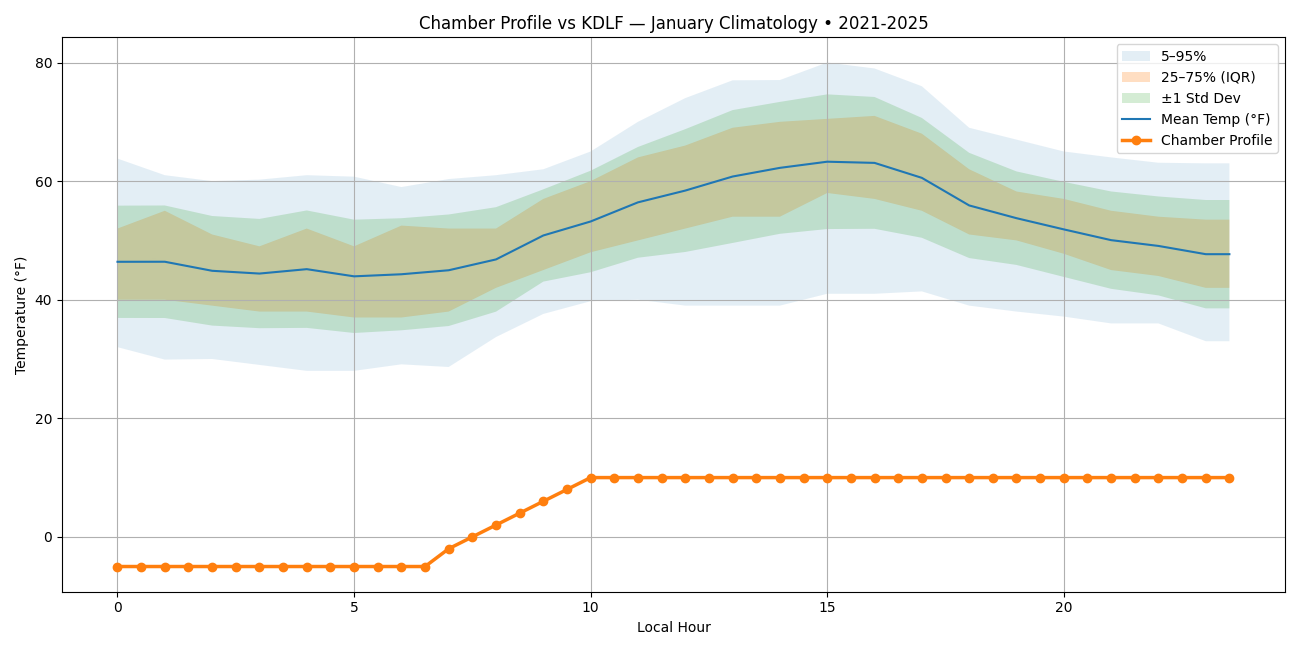 Chamber Profile vs KDLF — January Climatology • 2021-2025
5–95%
25–75% (IQR)
±1 Std Dev
Mean Temp (°F)
Chamber Profile
Temperature (°F)
80
60
40
20
0
0 5 10 15 20
Local Hour